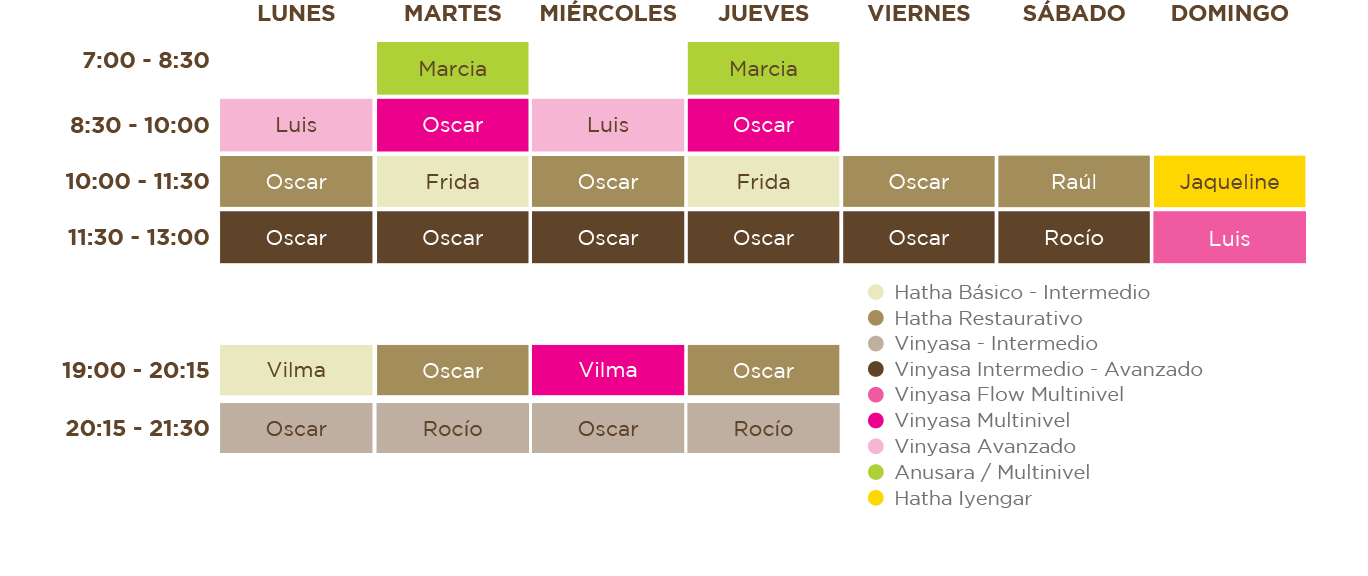 LUNES MARTES MIÉRCOLES JUEVES VIERNES SÁBADO DOMINGO
7:00 - 8:30 Marcia Marcia
8:30 - 10:00 Luis Oscar Luis Oscar
10:00 - 11:30 Oscar Frida Oscar Frida Oscar Raúl Jaqueline
11:30 - 13:00 Oscar Oscar Oscar Oscar Oscar Rocío Luis
Hatha Básico - Intermedio
Hatha Restaurativo
Vinyasa - Intermedio
Vinyasa Intermedio - Avanzado
Vinyasa Flow Multinivel
Vinyasa Multinivel
Vinyasa Avanzado
Anusara / Multinivel
Hatha Iyengar
19:00 - 20:15 Vilma Oscar Vilma Oscar
20:15 - 21:30 Oscar Rocío Oscar Rocío